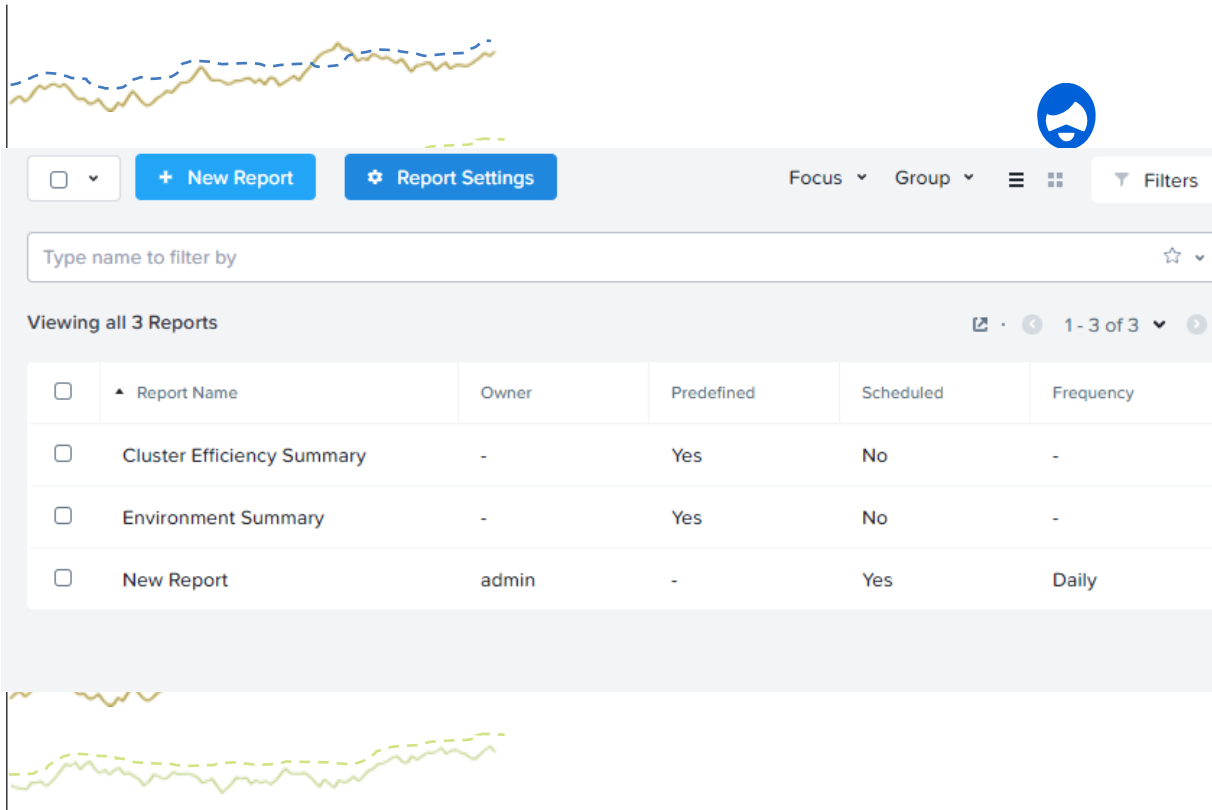 New Report Report Settings Focus Group Filters
Type name to filter by
Viewing all 3 Reports 1 - 3 of 3
Report Name Owner Predefined Scheduled Frequency
Cluster Efficiency Summary - Yes No -
Environment Summary - Yes No -
New Report admin - Yes Daily